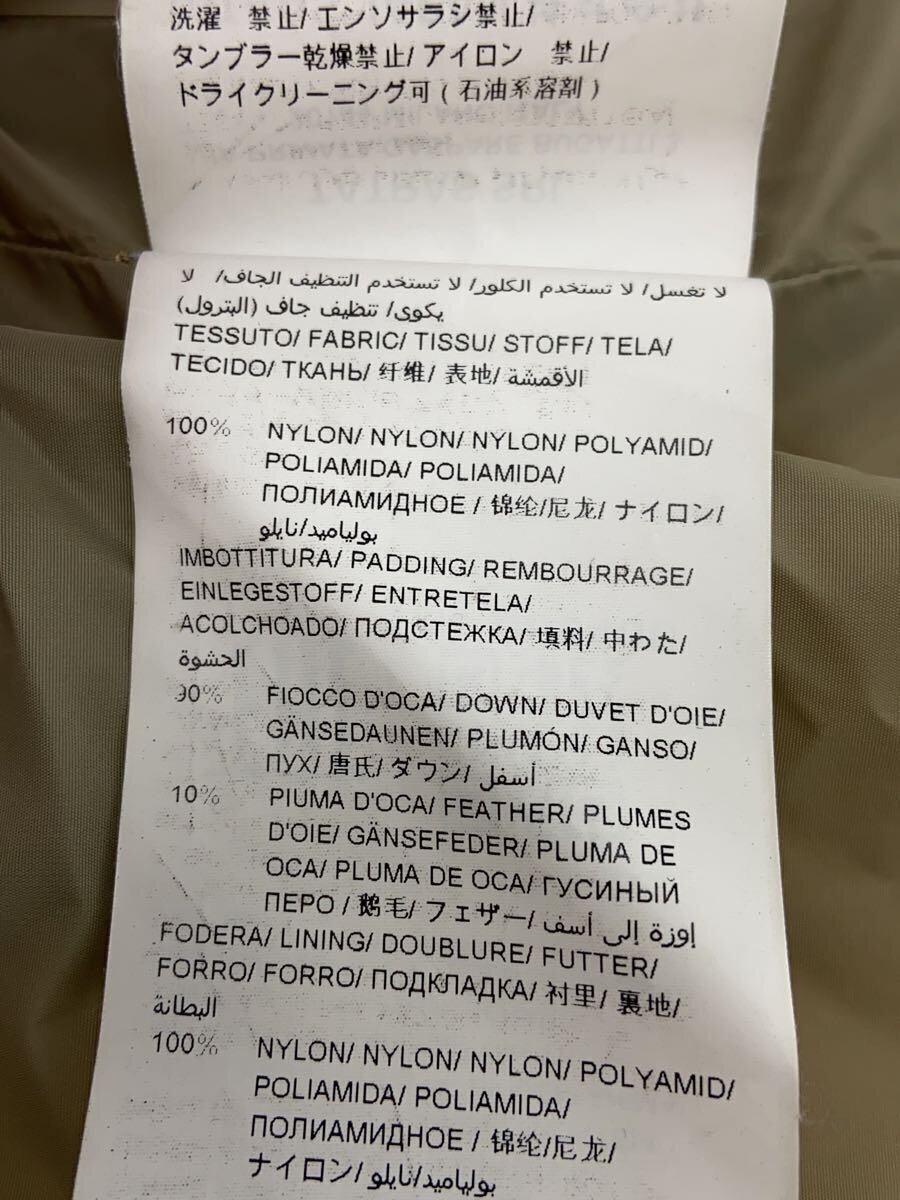 洗濯 禁止/ エンソサラシ禁止/
タンブラー乾燥禁止/ アイロン 禁止/
ドライクリーニング可 ( 石油系溶剤 )
لا تغسل/ لا تستخدم الكلور/ لا تستخدم التنظيف الجاف/ لا
يكوى/ تنظيف جاف (البترول)
TESSUTO/ FABRIC/ TISSU/ STOFF/ TELA/
TECIDO/ ТКАНЬ/ 纤维/ 表地/ الأقمشة
100% NYLON/ NYLON/ NYLON/ POLYAMID/
POLIAMIDA/ POLIAMIDA/
ПОЛИАМИДНОЕ / 锦纶/尼龙/ ナイロン/
بولياميد/نايلو
IMBOTTITURA/ PADDING/ REMBOURRAGE/
EINLEGESTOFF/ ENTRETELA/
ACOLCHOADO/ ПОДСТЕЖКА/ 填料/ 中わた/
الحشوة
90% FIOCCO D'OCA/ DOWN/ DUVET D'OIE/
GÄNSEDAUNEN/ PLUMÓN/ GANSO/
ПУХ/ 唐氏/ ダウン/ أسفل
10% PIUMA D'OCA/ FEATHER/ PLUMES
D'OIE/ GÄNSEFEDER/ PLUMA DE
OCA/ PLUMA DE OCA/ ГУСИНЫЙ
ПЕРО / 鹅毛/ フェザー/ إوزة إلى أسف
FODERA/ LINING/ DOUBLURE/ FUTTER/
FORRO/ FORRO/ ПОДКЛАДКА/ 衬里/ 裏地/
البطانة
100% NYLON/ NYLON/ NYLON/ POLYAMID/
POLIAMIDA/ POLIAMIDA/
ПОЛИАМИДНОЕ / 锦纶/尼龙/
ナイロン/ بولياميد/نايلو